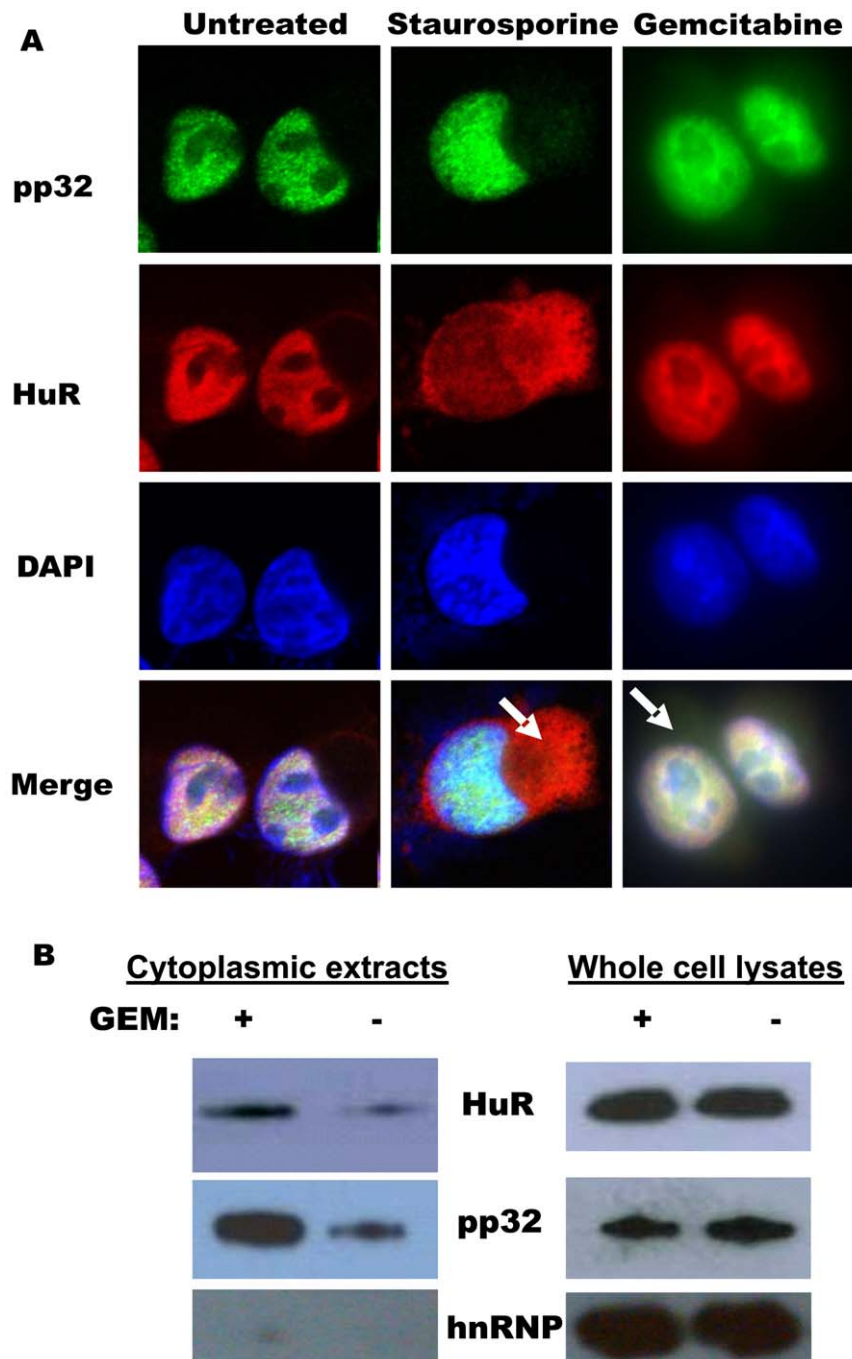 A
Untreated Staurosporine Gemcitabine
pp32
HuR
DAPI
Merge
B
Cytoplasmic extracts Whole cell lysates
GEM: + - + -
HuR
pp32
hnRNP